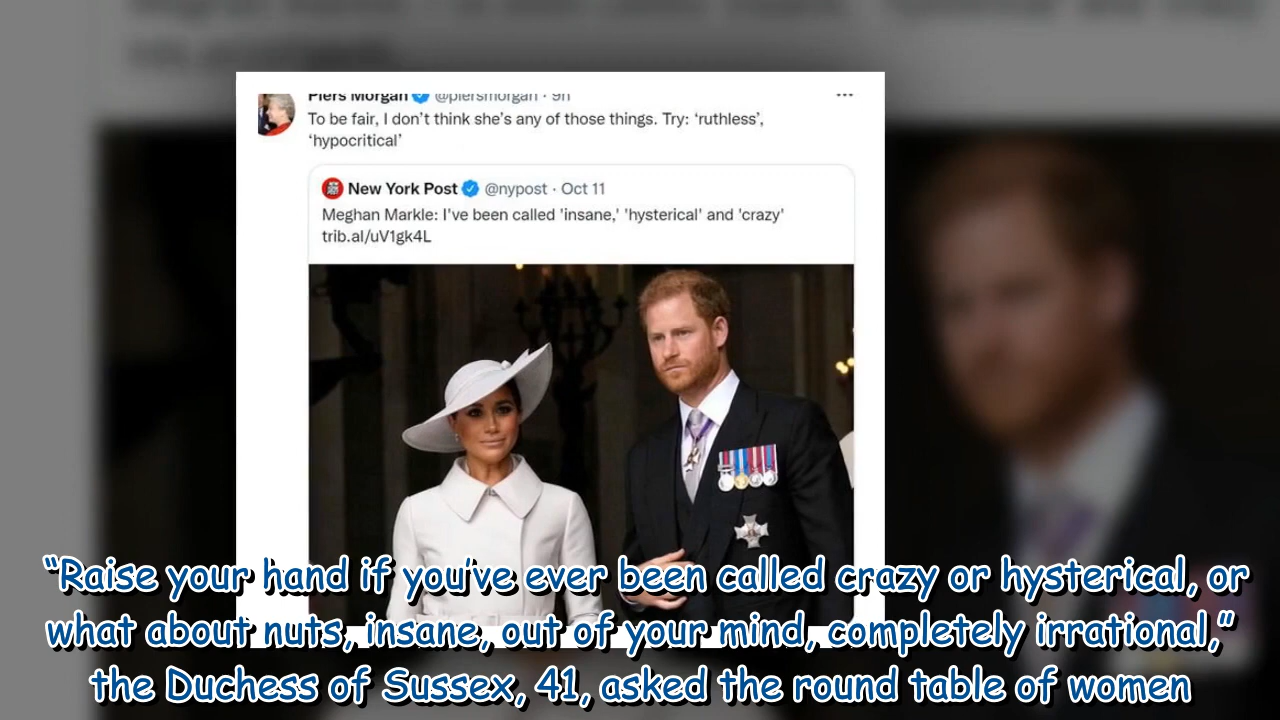 Piers Morgan @piersmorgan · 9h
To be fair, I don't think she's any of those things. Try: 'ruthless',
'hypocritical'
New York Post @nypost · Oct 11
Meghan Markle: I've been called 'insane,' 'hysterical' and 'crazy'
trib.al/uV1gk4L
“Raise your hand if you’ve ever been called crazy or hysterical, or
what about nuts, insane, out of your mind, completely irrational,”
the Duchess of Sussex, 41, asked the round table of women